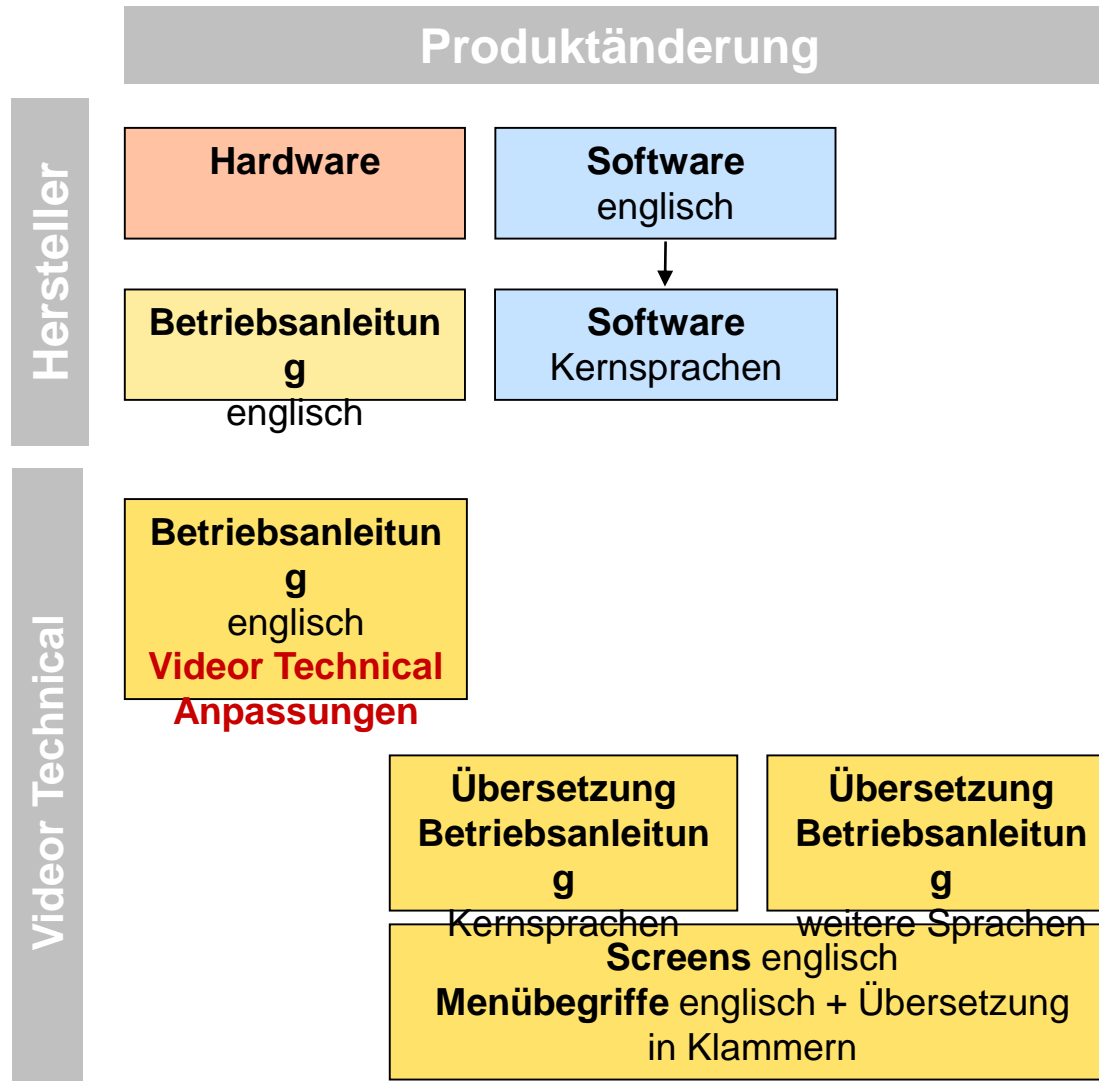 Produktänderung
Hersteller
Hardware
Software
englisch
Betriebsanleitun
g
englisch
Software
Kernsprachen
Videor Technical
Betriebsanleitun
g
englisch
Videor Technical
Anpassungen
Übersetzung
Betriebsanleitun
g
Kernsprachen
Übersetzung
Betriebsanleitun
g
weitere Sprachen
Screens englisch
Menübegriffe englisch + Übersetzung
in Klammern